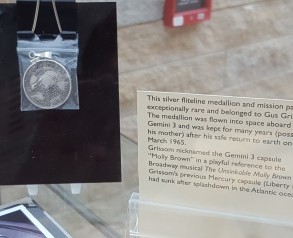 This silver fliteline medallion and mission pa
exceptionally rare and belonged to Gus Gri
The medallion was flown into space aboard
Gemini 3 and was kept for many years (poss
his mother) after his safe return to earth on
March 1965.
Grissom nicknamed the Gemini 3 capsule
"Molly Brown" in a playful reference to the
Broadway musical The Unsinkable Molly Brown
Grissom's previous Mercury capsule (Liberty
had sunk after splashdown in the Atlantic oce